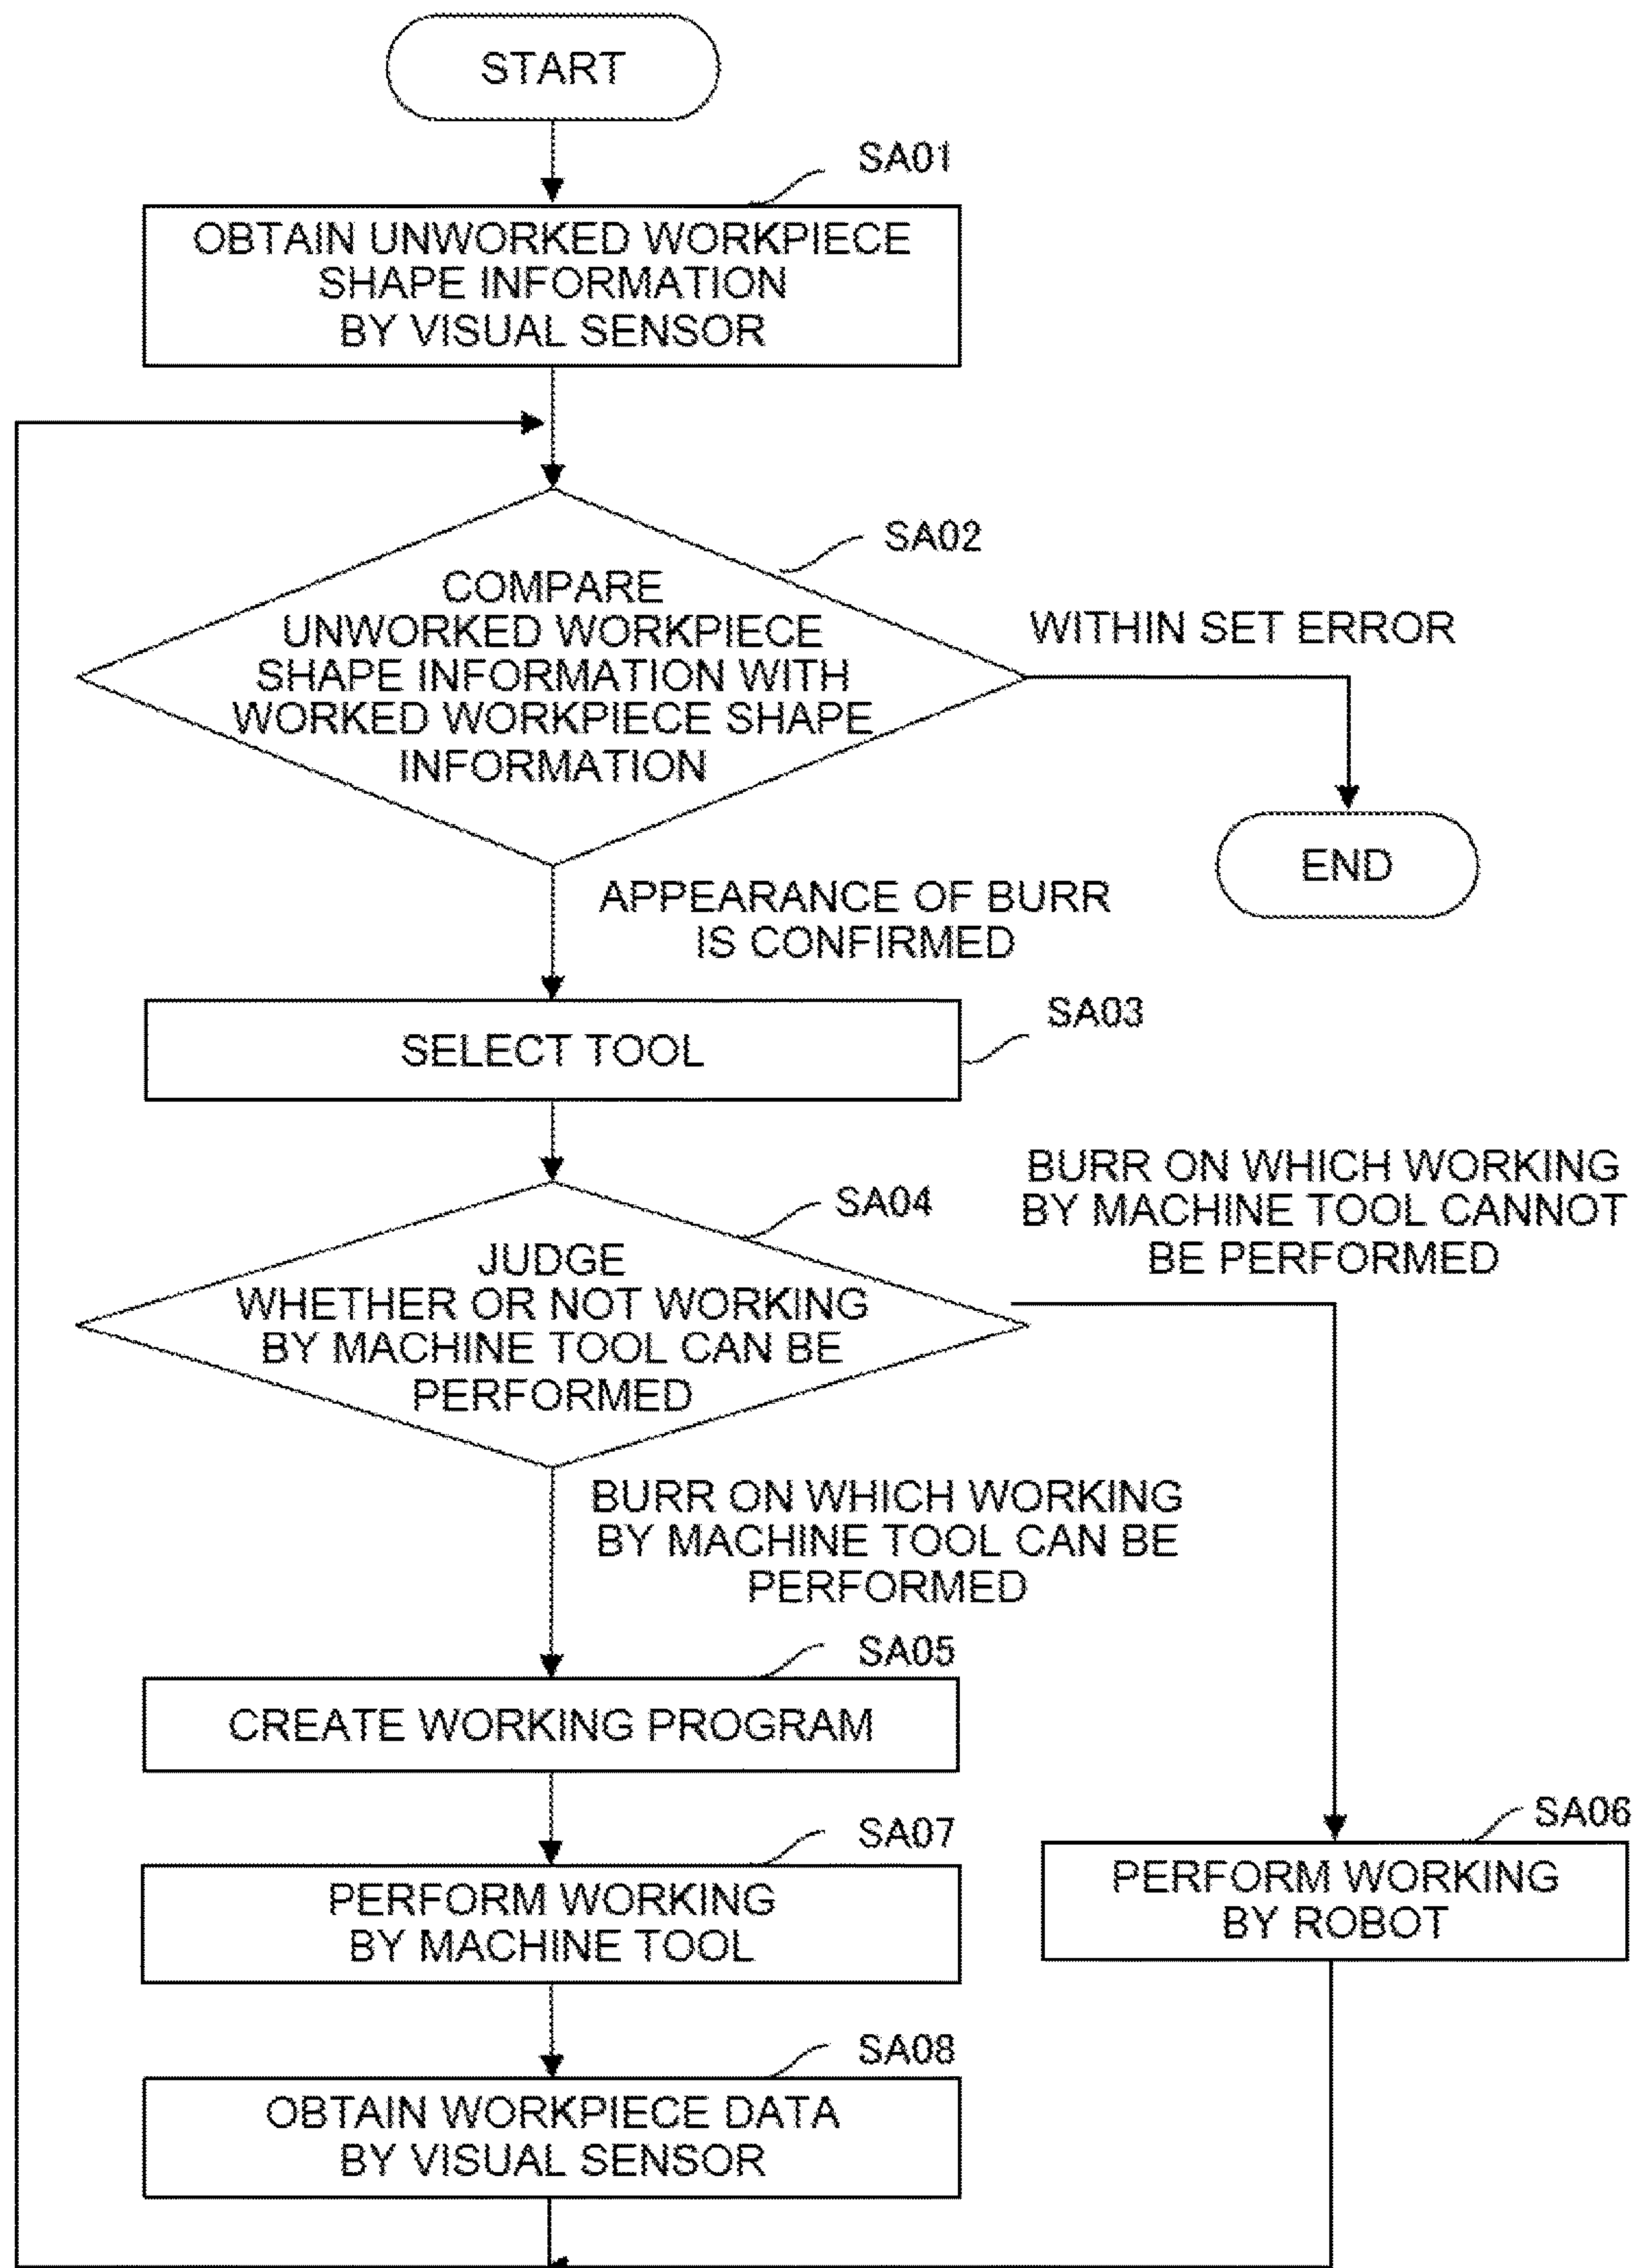 START
SA01
OBTAIN UNWORKED WORKPIECE
SHAPE INFORMATION
BY VISUAL SENSOR
SA02
COMPARE
UNWORKED WORKPIECE
SHAPE INFORMATION WITH
WORKED WORKPIECE SHAPE
INFORMATION
WITHIN SET ERROR
END
APPEARANCE OF BURR
IS CONFIRMED
SA03
SELECT TOOL
SA04
JUDGE
WHETHER OR NOT WORKING
BY MACHINE TOOL CAN BE
PERFORMED
BURR ON WHICH WORKING
BY MACHINE TOOL CANNOT
BE PERFORMED
BURR ON WHICH WORKING
BY MACHINE TOOL CAN BE
PERFORMED
SA05
CREATE WORKING PROGRAM
SA07
PERFORM WORKING
BY MACHINE TOOL
SA06
PERFORM WORKING
BY ROBOT
SA08
OBTAIN WORKPIECE DATA
BY VISUAL SENSOR